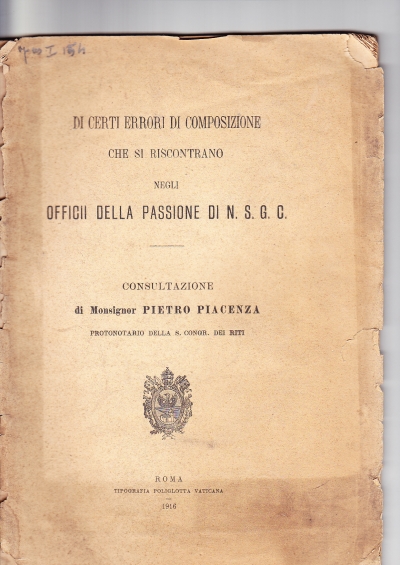 DI CERTI ERRORI DI COMPOSIZIONE
CHE SI RISCONTRANO
NEGLI
OFFICII DELLA PASSIONE DI N. S. G. C.
CONSULTAZIONE
di Monsignor PIETRO PIACENZA
PROTONOTARIO DELLA S. CONGR. DEI RITI
ROMA
TIPOGRAFIA POLIGLOTTA VATICANA
1916